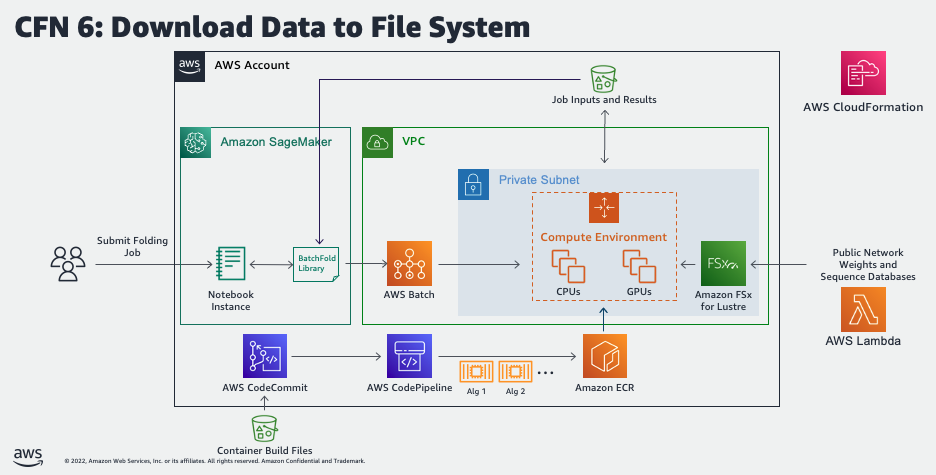 CFN 6: Download Data to File System
aws
AWS Account
Job Inputs and Results
AWS CloudFormation
Amazon SageMaker
VPC
Private Subnet
Submit Folding
Job
Compute Environment
BatchFold
Library
FSx
CPUs
GPUs
Public Network
Weights and
Sequence Databases
Notebook
Instance
AWS Batch
Amazon FSx
for Lustre
AWS Lambda
AWS CodeCommit
AWS CodePipeline
Alg 1
Alg 2
...
Amazon ECR
Container Build Files
aws
© 2022, Amazon Web Services, Inc. or its affiliates. All rights reserved. Amazon Confidential and Trademark.